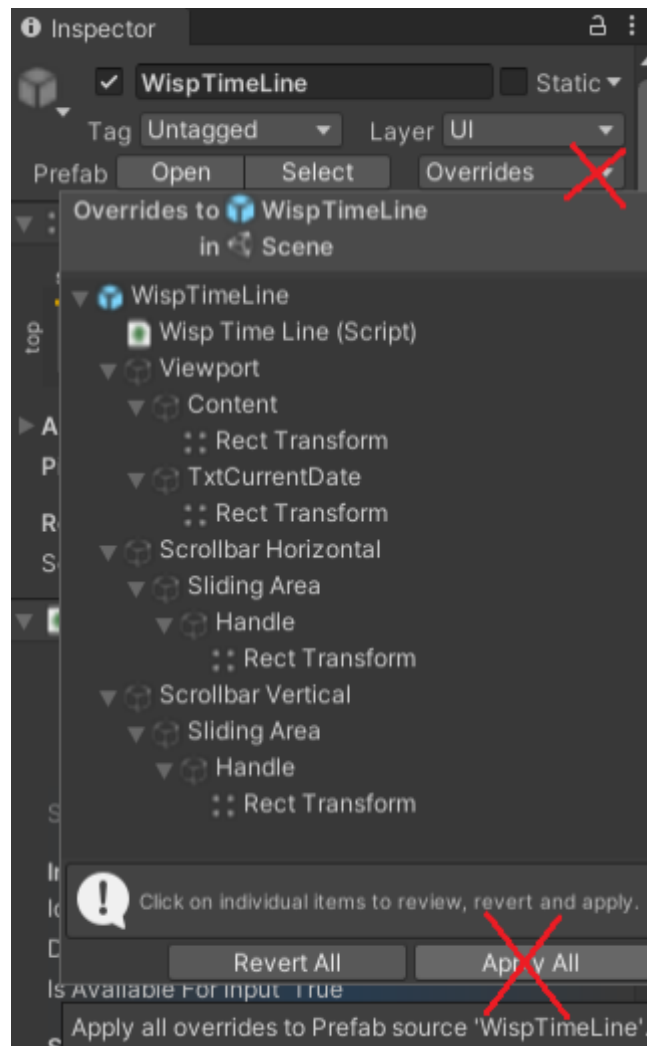 Inspector
WispTimeLine Static
Tag Untagged Layer UI
Prefab Open Select Overrides
Overrides to WispTimeLine
in Scene
WispTimeLine
top
Wisp Time Line (Script)
Viewport
Content
Rect Transform
TxtCurrentDate
Rect Transform
Scrollbar Horizontal
Sliding Area
Handle
Rect Transform
Scrollbar Vertical
Sliding Area
Handle
Rect Transform
Click on individual items to review, revert and apply.
Revert All Apply All
Is Available For Input True
Apply all overrides to Prefab source 'WispTimeLine'.